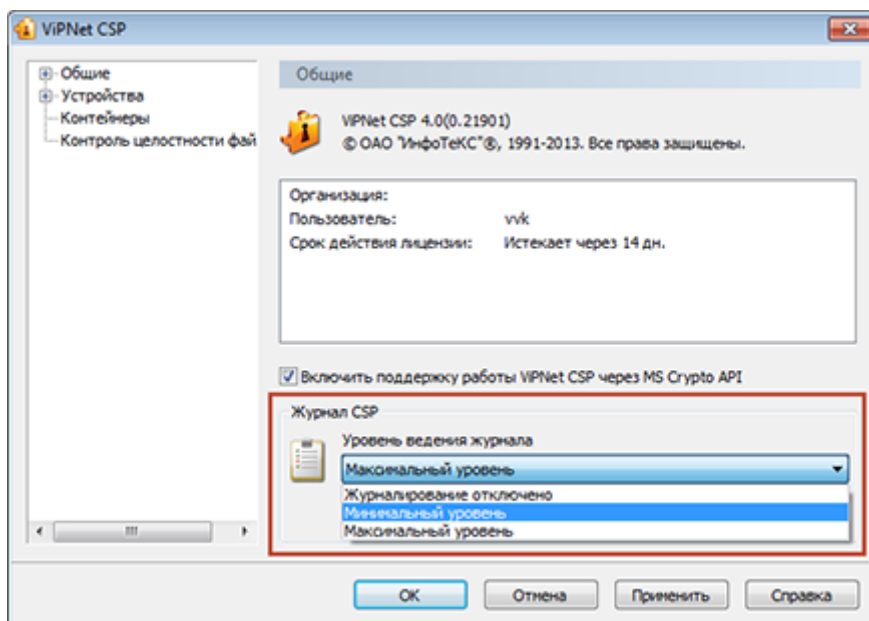 ViPNet CSP
Общие
Устройства
Контейнеры
Контроль целостности фай
Общие
ViPNet CSP 4.0(0.21901)
© ОАО "ИнфоТеКС"®, 1991-2013. Все права защищены.
Организация:
Пользователь: vvk
Срок действия лицензии: Истекает через 14 дн.
Включить поддержку работы ViPNet CSP через MS Crypto API
Журнал CSP
Уровень ведения журнала
Максимальный уровень
Журналирование отключено
Минимальный уровень
Максимальный уровень
OK Отмена Применить Справка